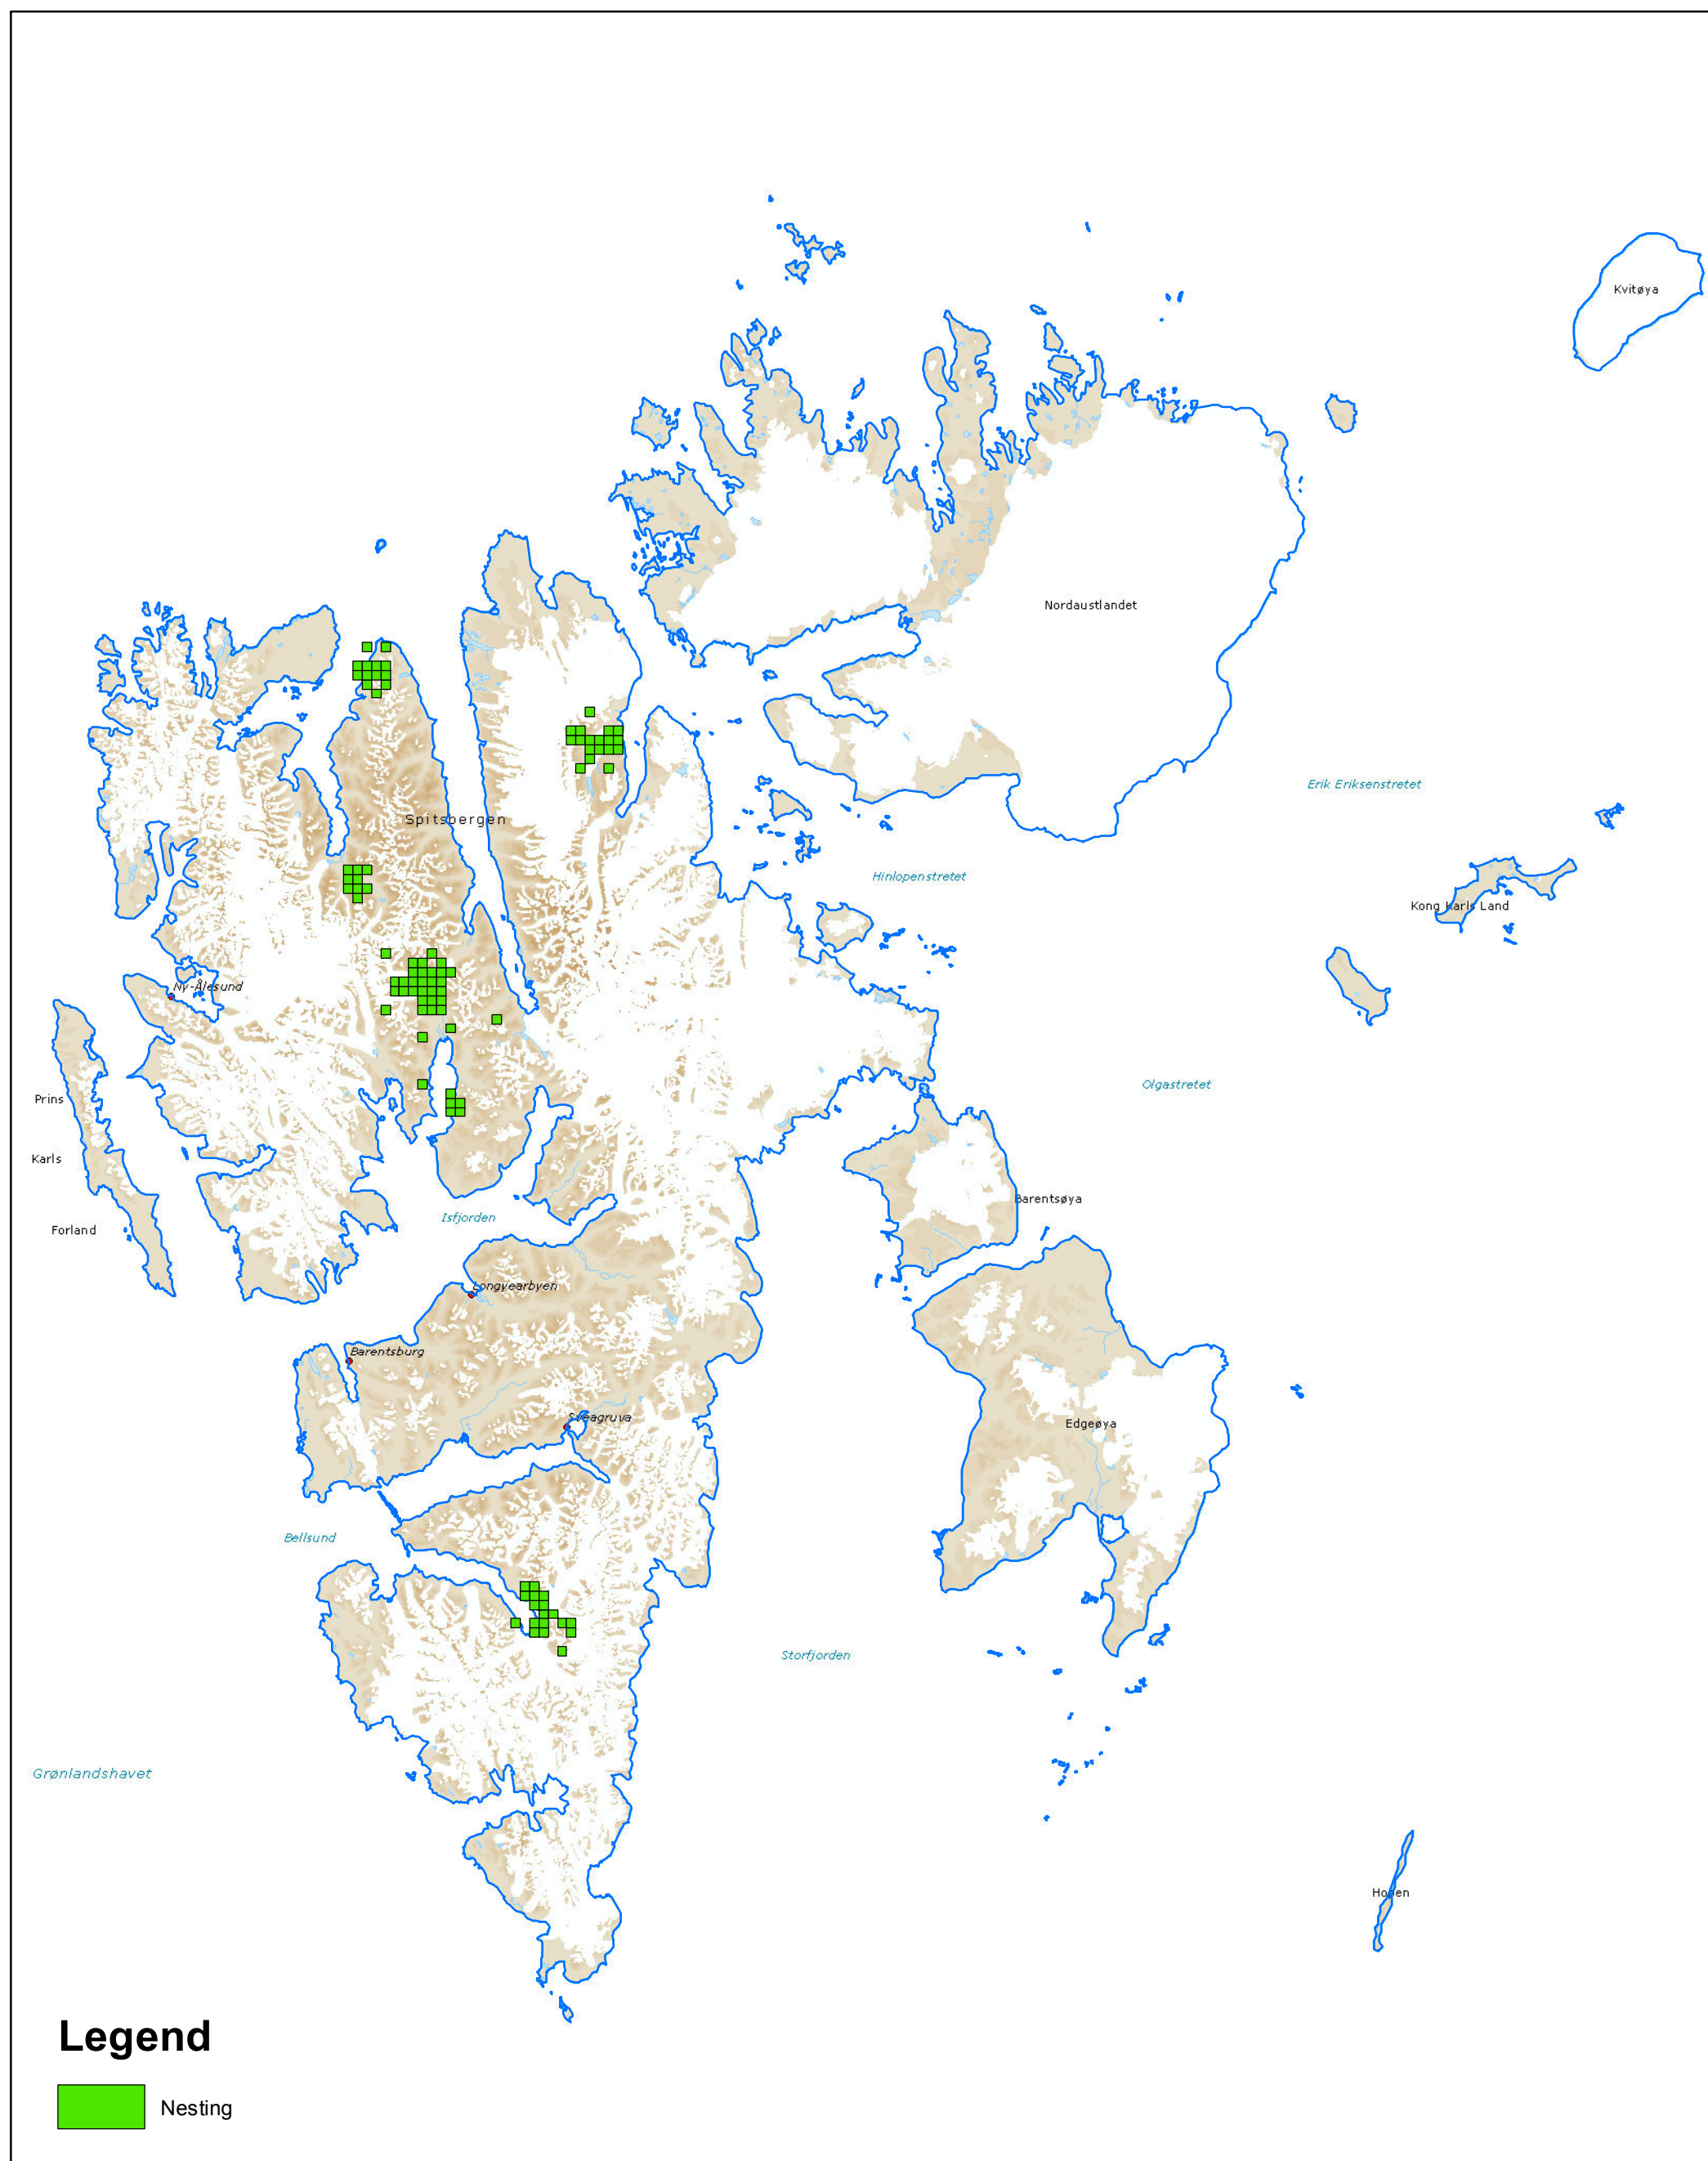 Kvitøya
Nordaustlandet
Erik Eriksenstretet
Spitsbergen
Hinlopenstretet
Kong Karls Land
Ny-Ålesund
Olgastretet
Prins
Karls
Barentsøya
Isfjorden
Forland
Longyearbyen
Barentsburg
Sveagruva
Edgeøya
Bellsund
Storfjorden
Grønlandshavet
Hopen
Legend
Nesting